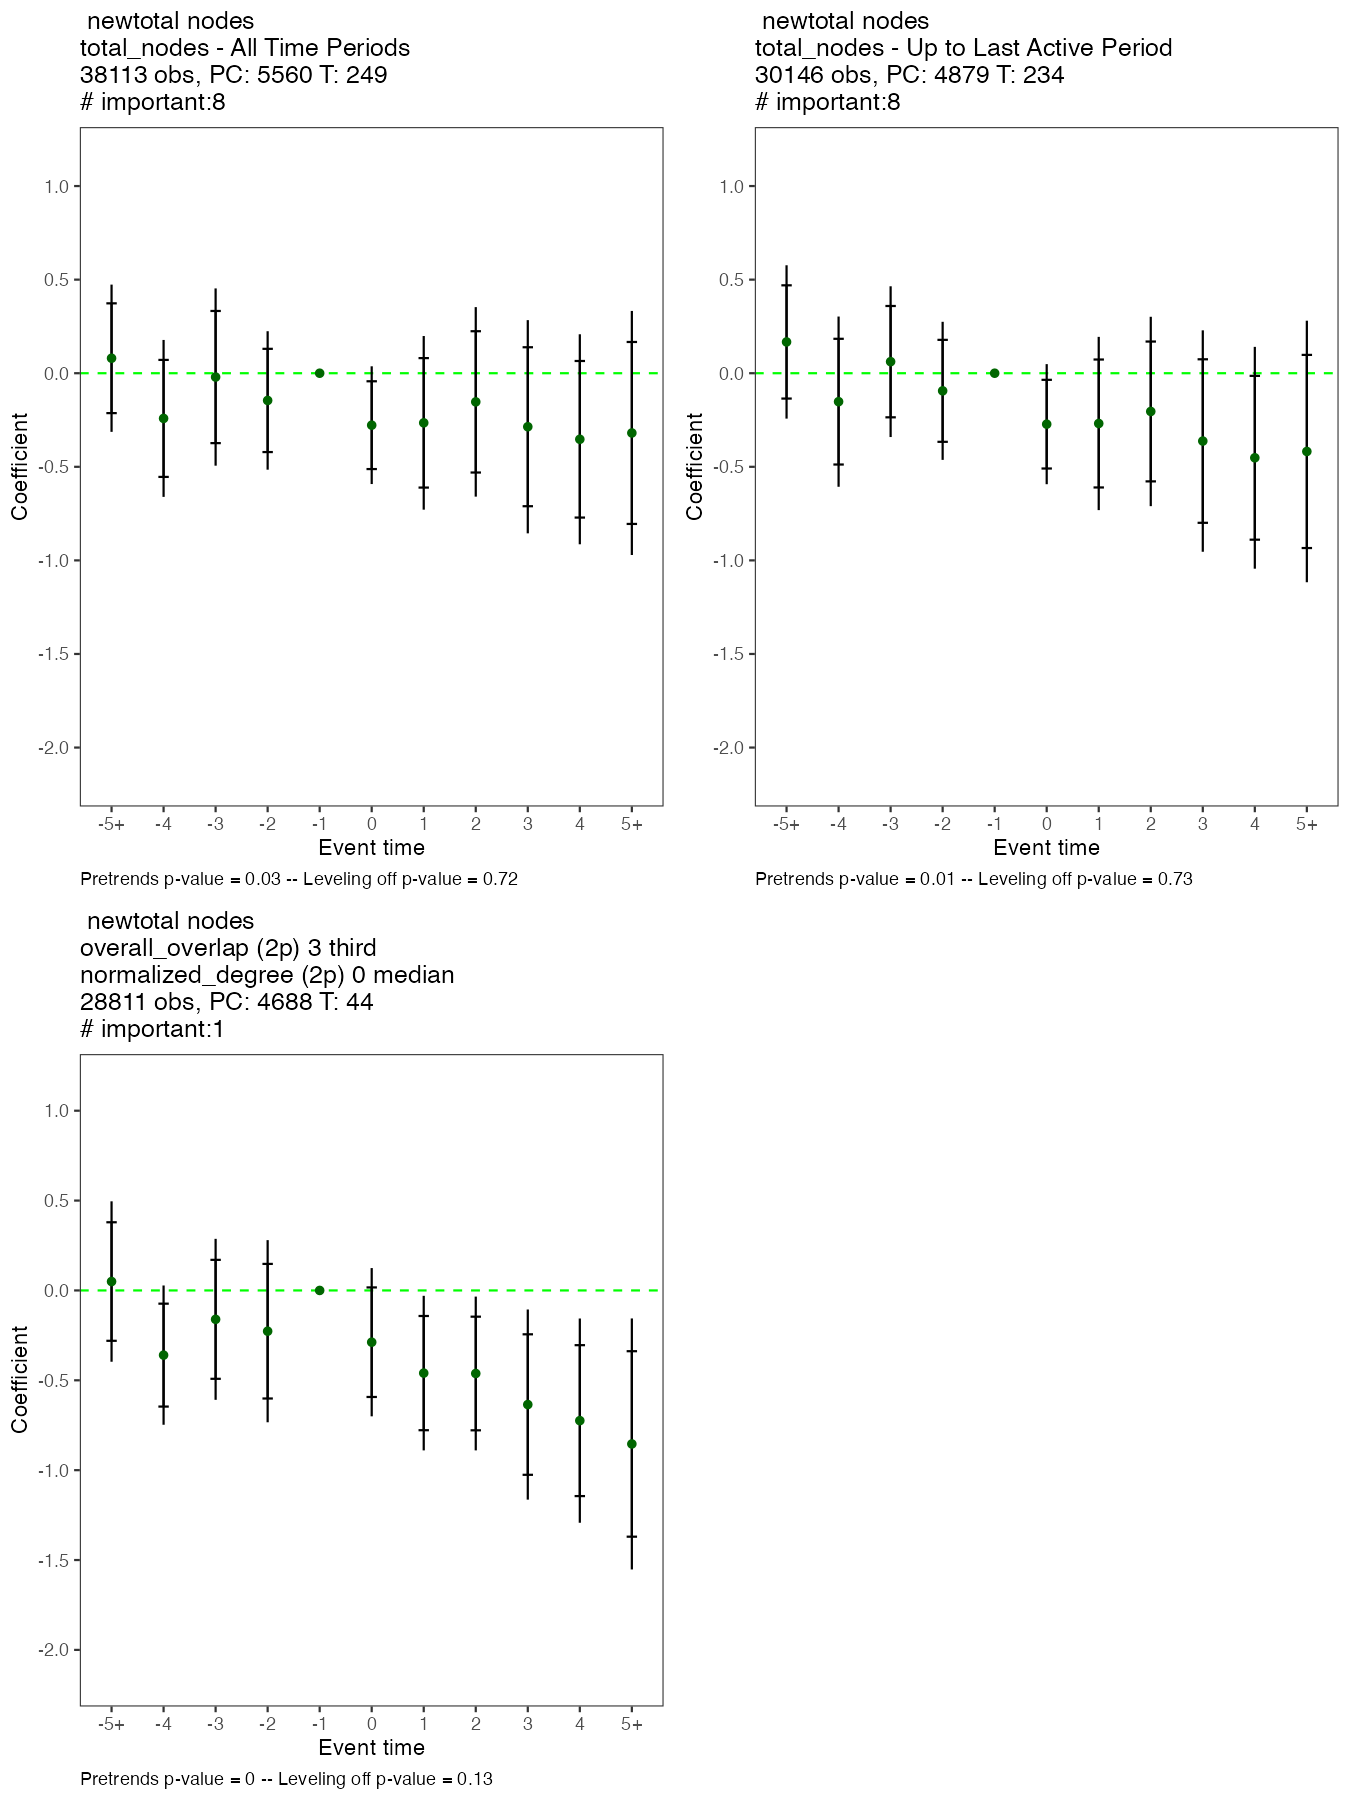 newtotal nodes
total_nodes - All Time Periods
38113 obs, PC: 5560 T: 249
# important:8
1.0
0.5
0.0
-0.5
-1.0
-1.5
-2.0
Coefficient
-5+ -4 -3 -2 -1 0 1 2 3 4 5+
Event time
Pretrends p-value = 0.03 -- Leveling off p-value = 0.72
newtotal nodes
total_nodes - Up to Last Active Period
30146 obs, PC: 4879 T: 234
# important:8
1.0
0.5
0.0
-0.5
-1.0
-1.5
-2.0
Coefficient
-5+ -4 -3 -2 -1 0 1 2 3 4 5+
Event time
Pretrends p-value = 0.01 -- Leveling off p-value = 0.73
newtotal nodes
overall_overlap (2p) 3 third
normalized_degree (2p) 0 median
28811 obs, PC: 4688 T: 44
# important:1
1.0
0.5
0.0
-0.5
-1.0
-1.5
-2.0
Coefficient
-5+ -4 -3 -2 -1 0 1 2 3 4 5+
Event time
Pretrends p-value = 0 -- Leveling off p-value = 0.13